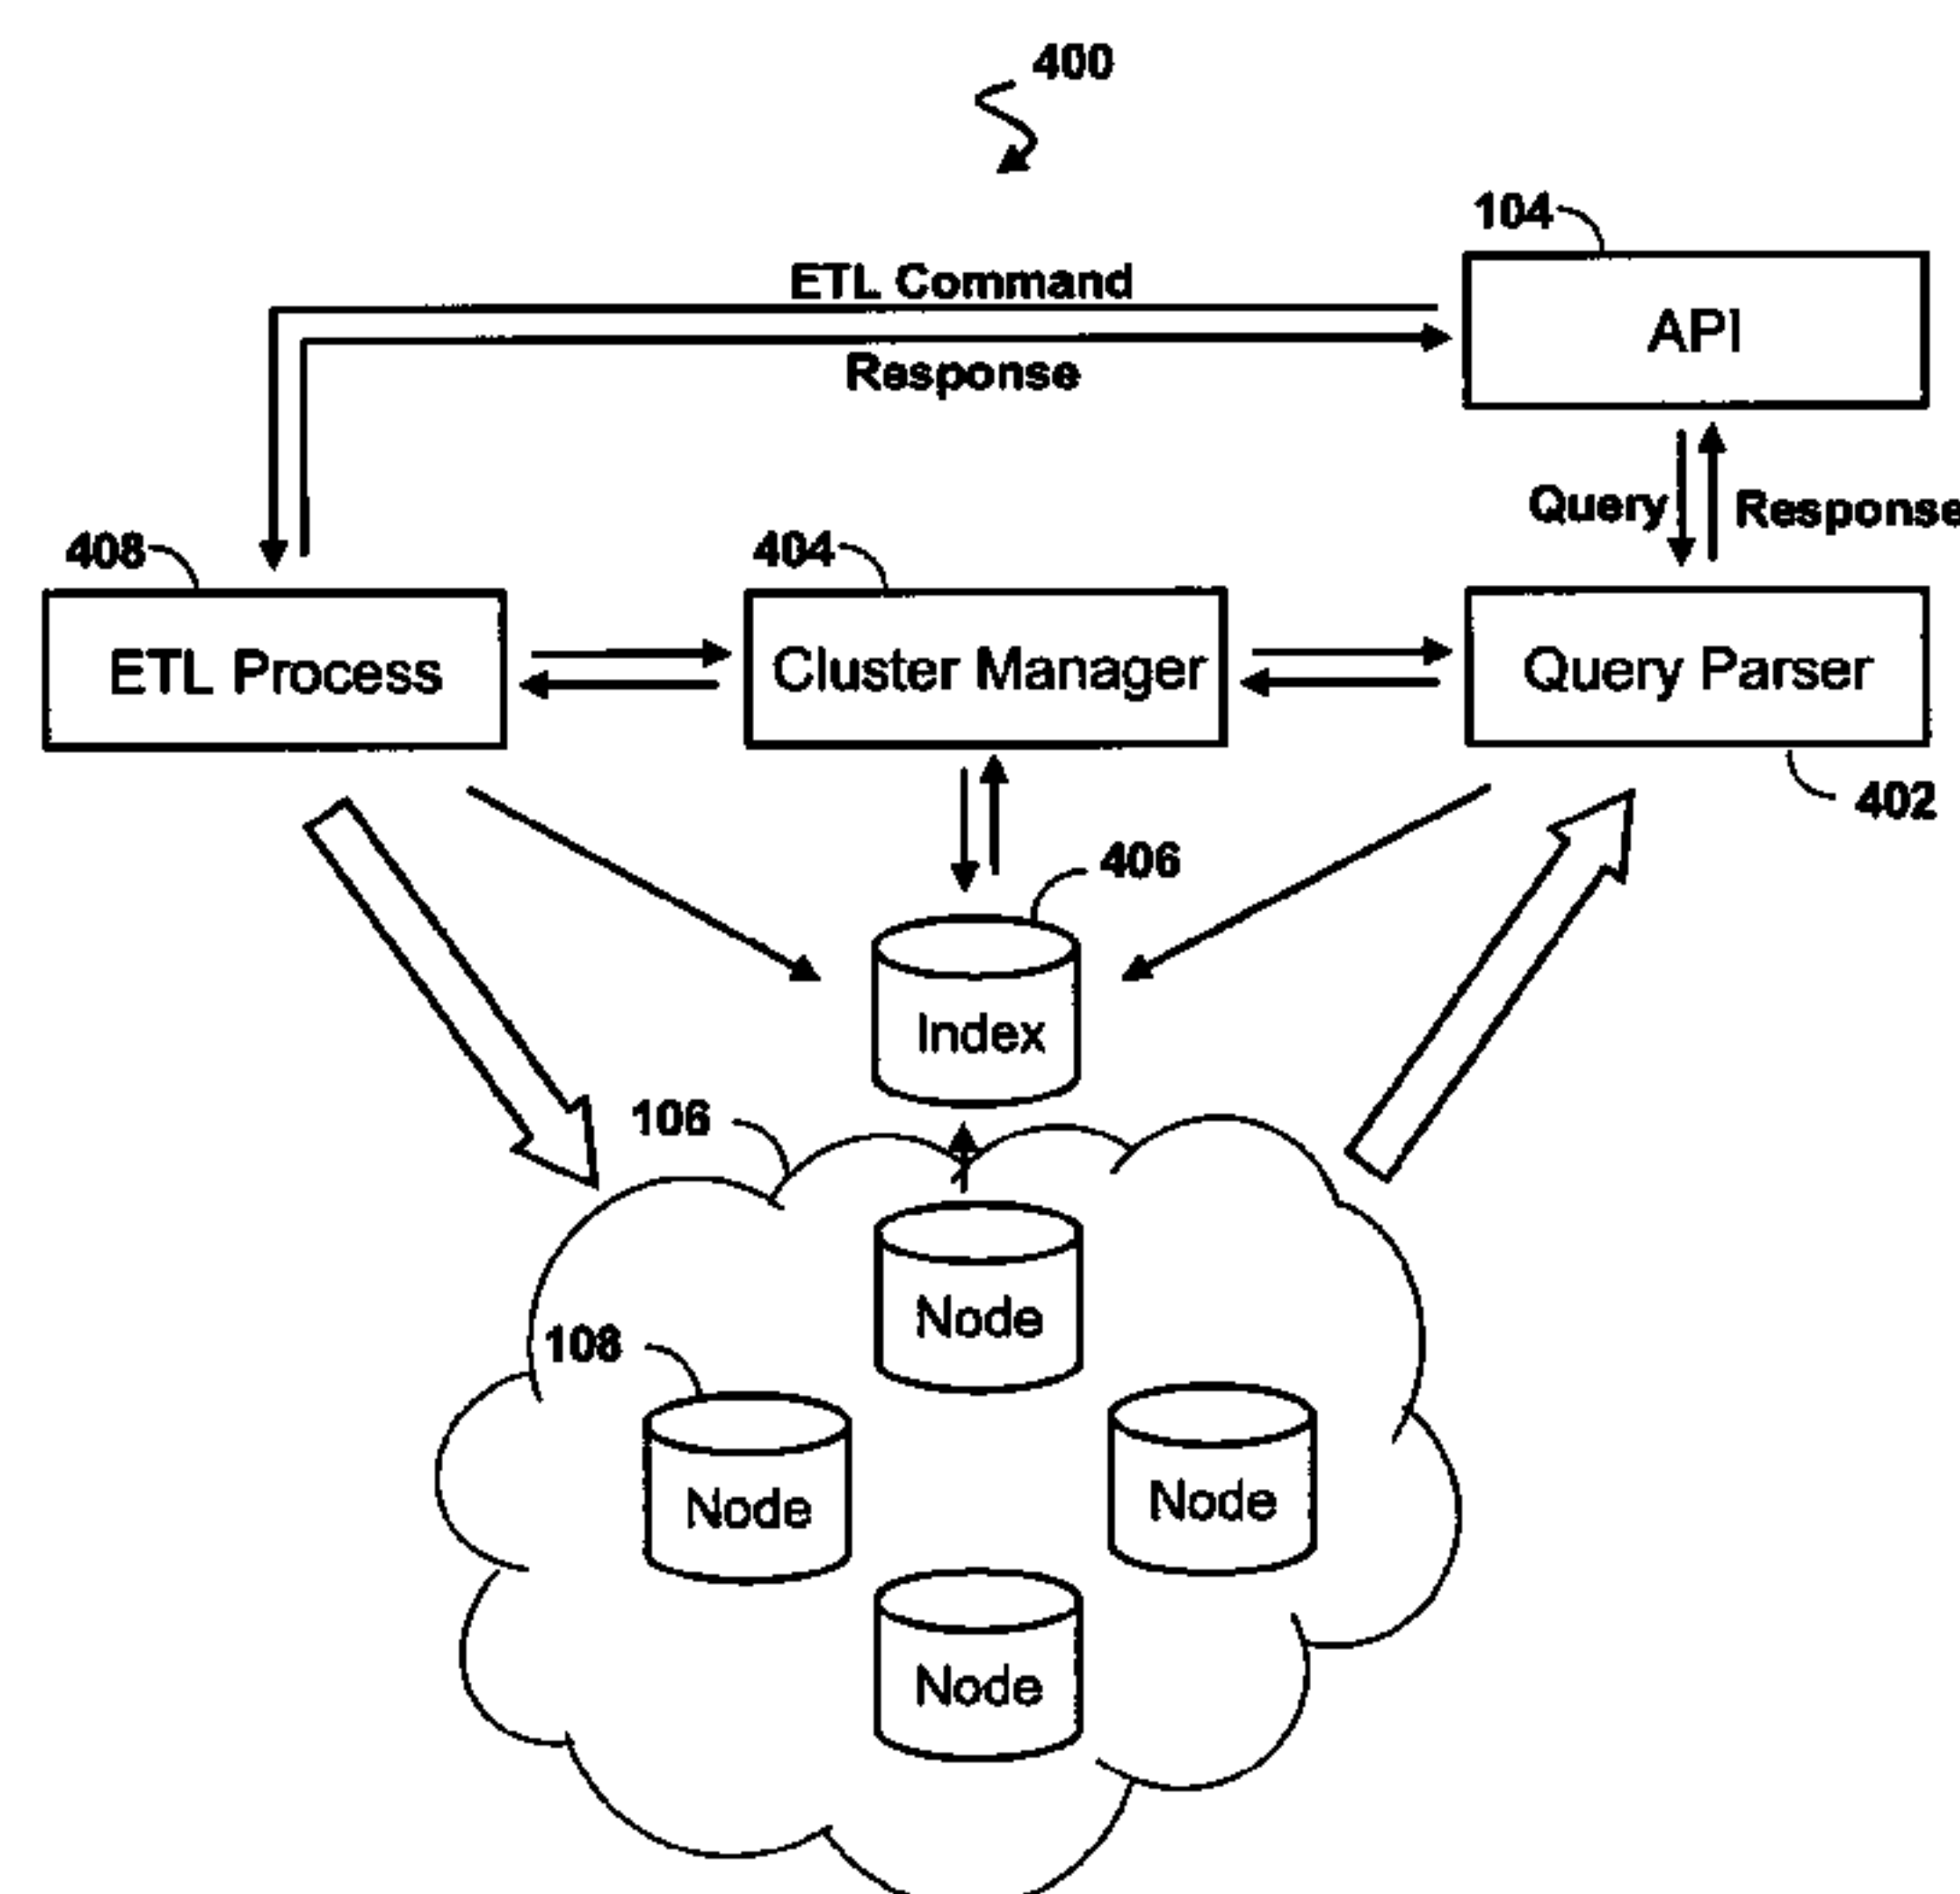 400
104
ETL Command
API
Response
Query
Response
408
404
ETL Process
Cluster Manager
Query Parser
402
406
Index
106
Node
108
Node
Node
Node